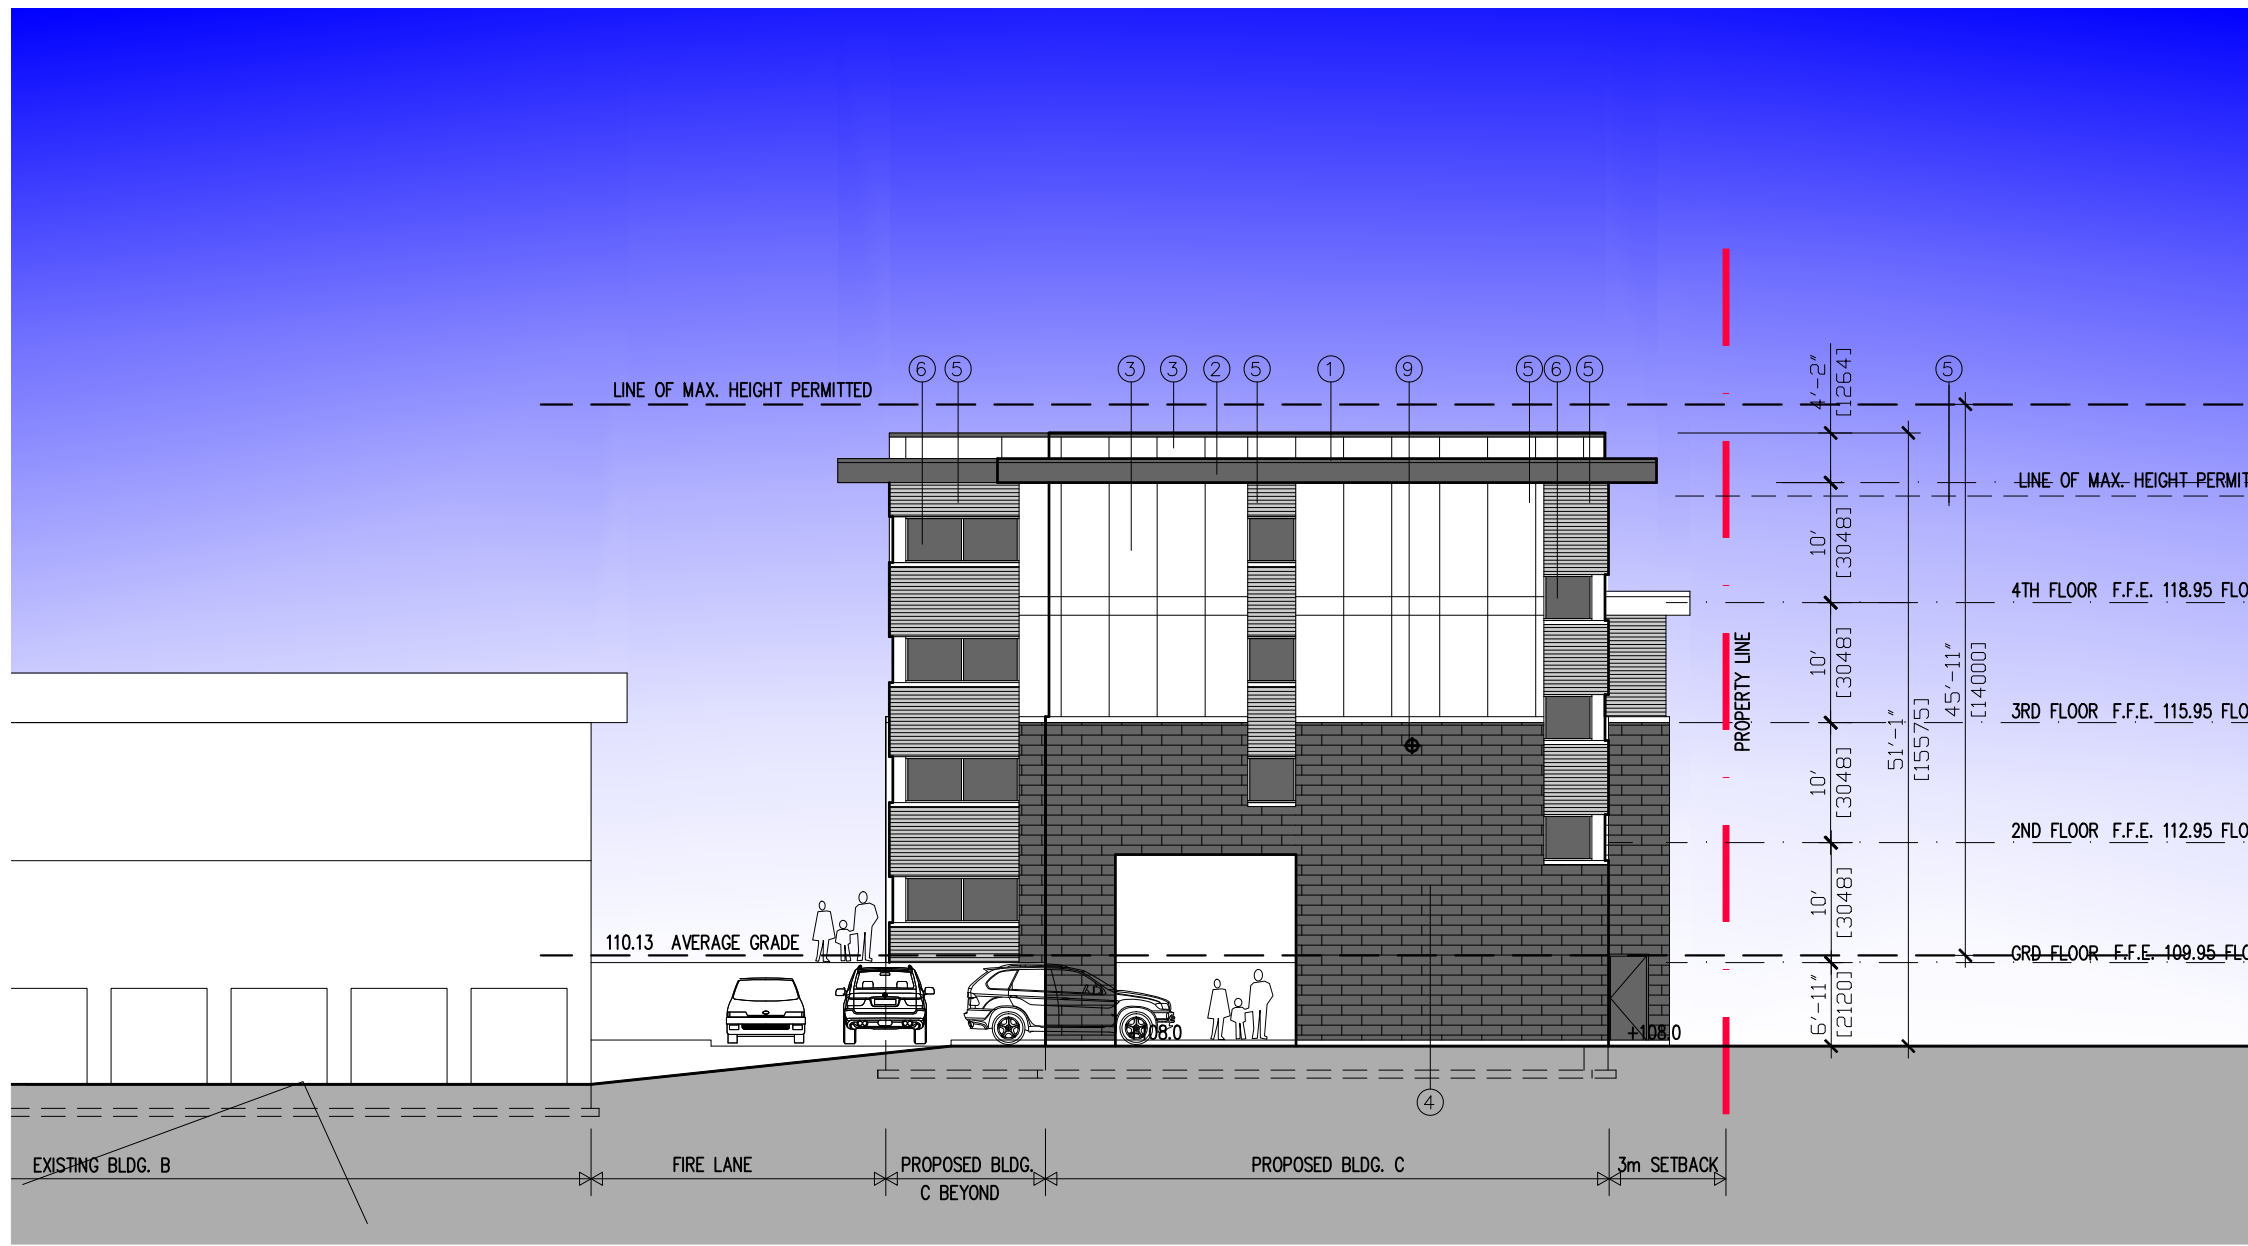 6 5 3 3 2 5 1 9 5 6 5 5
LINE OF MAX. HEIGHT PERMITTED
4'-2"
[1264]
LINE OF MAX. HEIGHT PERMIT
10'
[3048]
4TH FLOOR F.F.E. 118.95 FLO
PROPERTY LINE
10'
[3048]
45'-11"
[14000]
3RD FLOOR F.F.E. 115.95 FLO
51'-1"
[15575]
10'
[3048]
2ND FLOOR F.F.E. 112.95 FLO
10'
[3048]
110.13 AVERAGE GRADE
GRD FLOOR F.F.E. 109.95 FLO
6'-11"
[2120]
08.0
+108.0
4
EXISTING BLDG. B
FIRE LANE
PROPOSED BLDG.
C BEYOND
PROPOSED BLDG. C
3m SETBACK